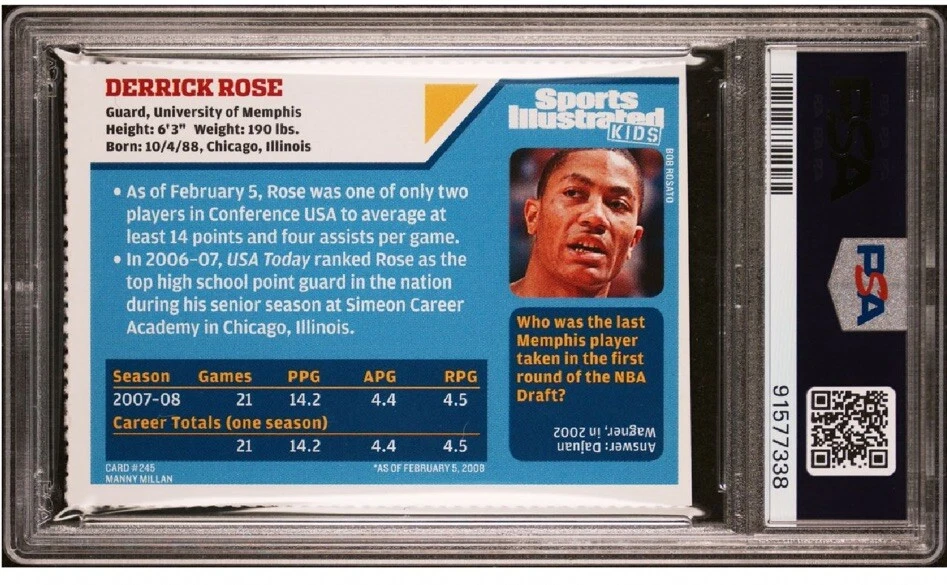 DERRICK ROSE
Guard, University of Memphis
Height: 6'3" Weight: 190 lbs.
Born: 10/4/88, Chicago, Illinois
Sports
Illustrated
KIDS
BOB ROSATO
• As of February 5, Rose was one of only two
players in Conference USA to average at
least 14 points and four assists per game.
• In 2006–07, USA Today ranked Rose as the
top high school point guard in the nation
during his senior season at Simeon Career
Academy in Chicago, Illinois.
Season Games PPG APG RPG
2007-08 21 14.2 4.4 4.5
Career Totals (one season)
21 14.2 4.4 4.5
CARD #245
MANNY MILLAN
*AS OF FEBRUARY 5, 2008
Who was the last
Memphis player
taken in the first
round of the NBA
Draft?
Answer: Dajuan
Wagner, in 2002
PSA
PSA
91577338